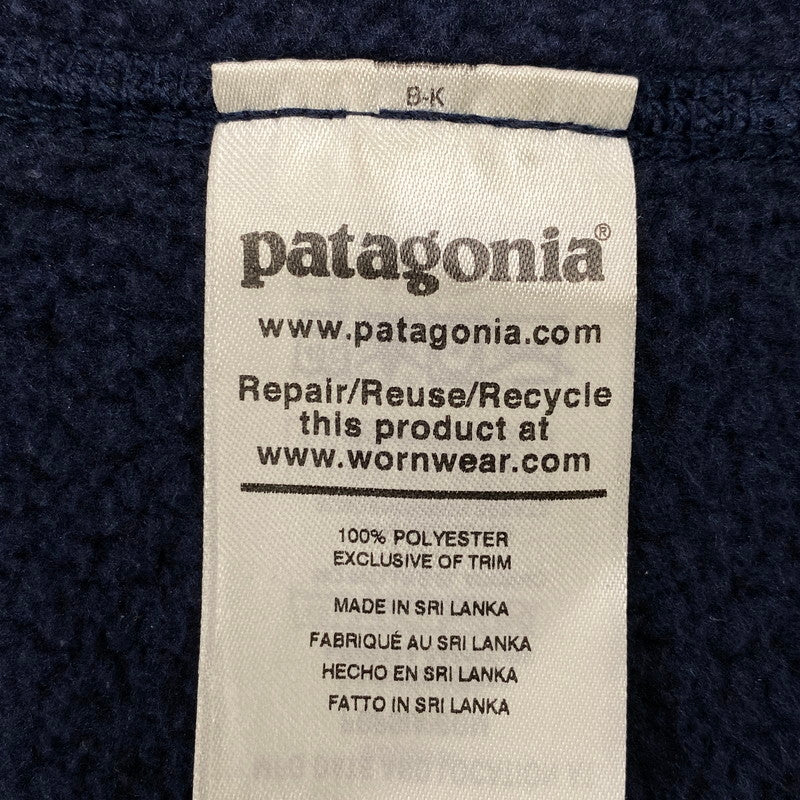 B-K
patagonia®
www.patagonia.com
Repair/Reuse/Recycle
this product at
www.wornwear.com
100% POLYESTER
EXCLUSIVE OF TRIM
MADE IN SRI LANKA
FABRIQUÉ AU SRI LANKA
HECHO EN SRI LANKA
FATTO IN SRI LANKA